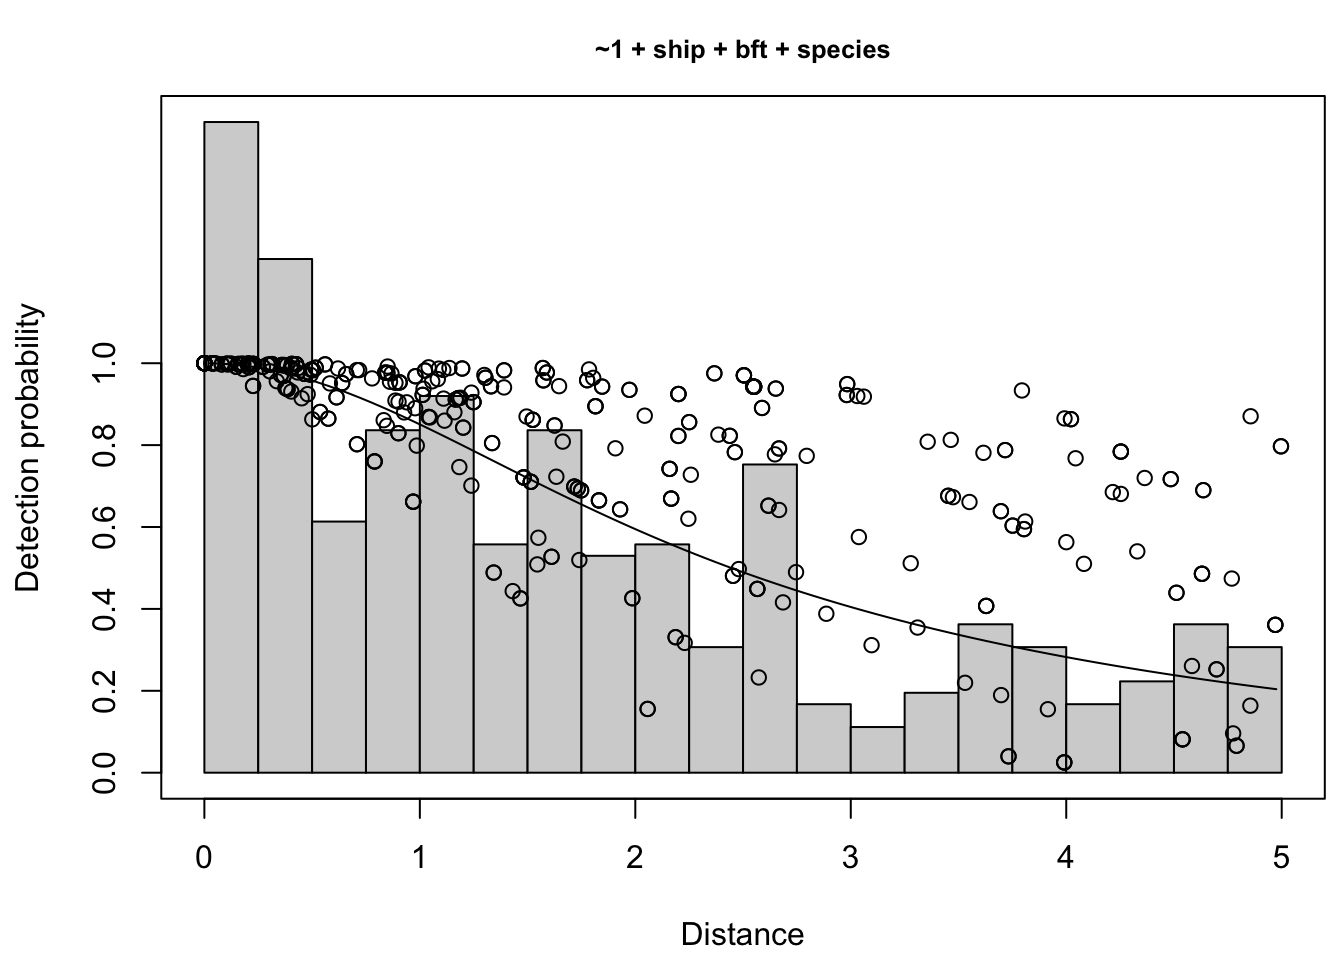 ~1 + ship + bft + species
Detection probability
1.0
0.8
0.6
0.4
0.2
0.0
0 1 2 3 4 5
Distance